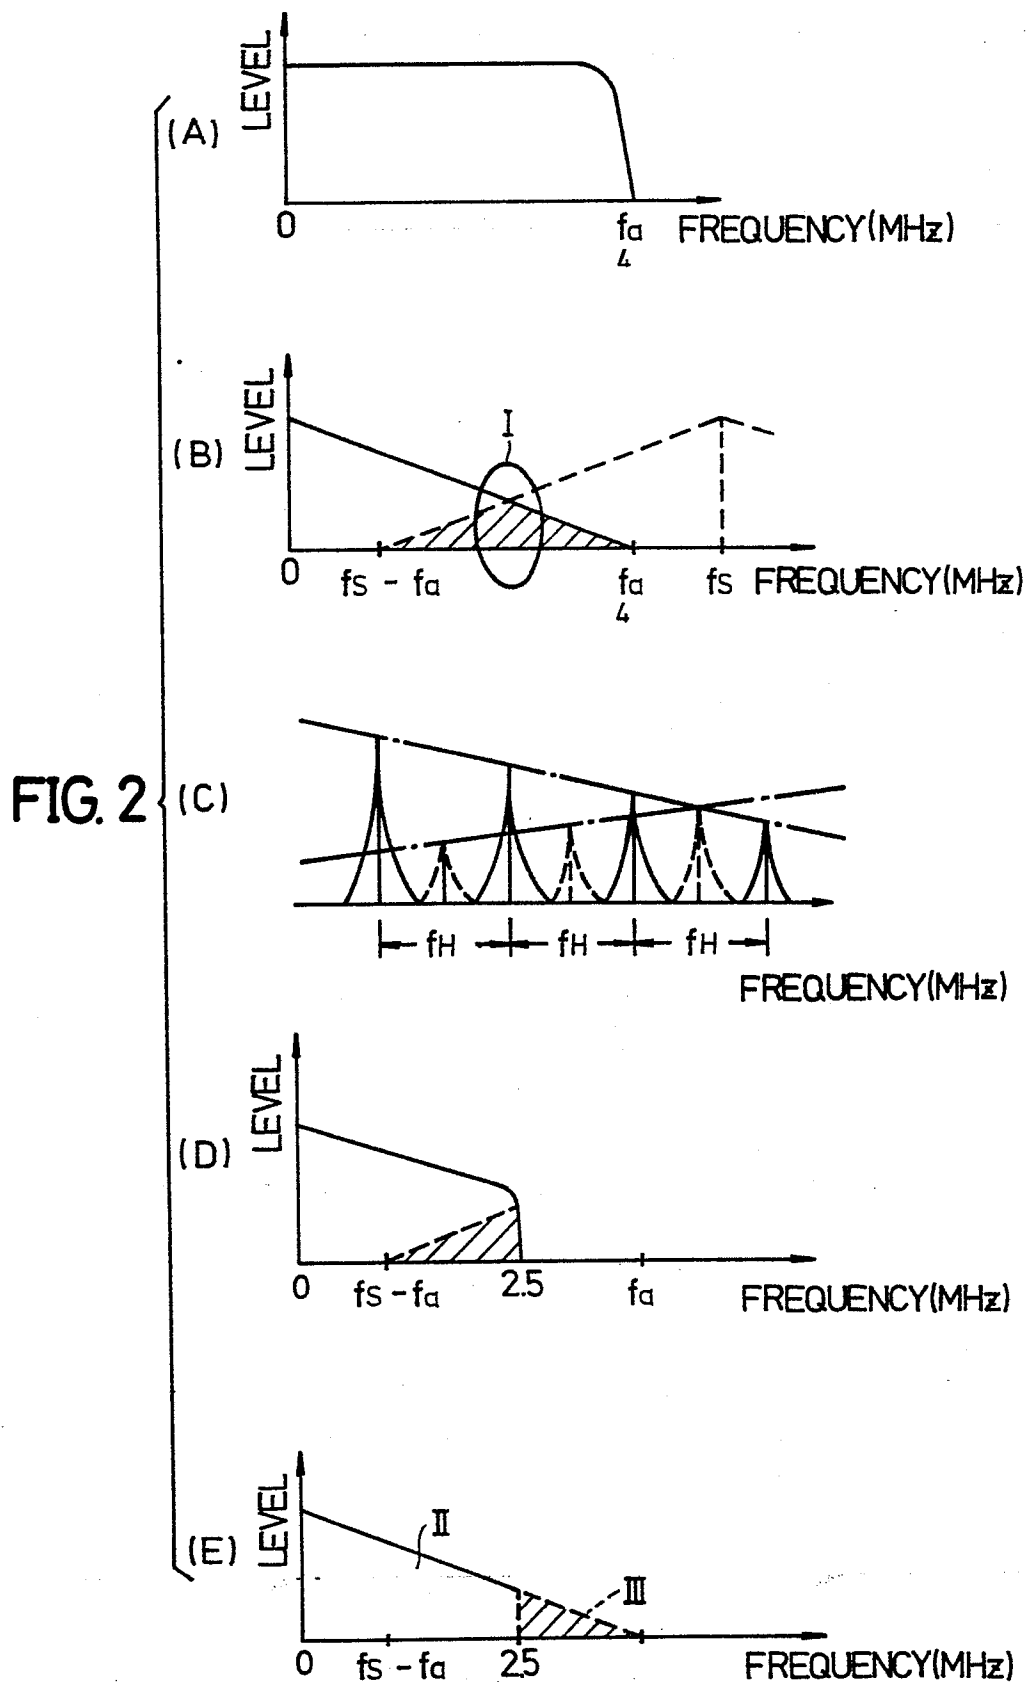 FIG. 2
(A)
LEVEL
0
fa
4
FREQUENCY(MHz)
(B)
LEVEL
I
0
fs - fa
fa
4
fs
FREQUENCY(MHz)
(C)
fH
fH
fH
FREQUENCY(MHz)
(D)
LEVEL
0
fs - fa
2.5
fa
FREQUENCY(MHz)
(E)
LEVEL
II
III
0
fs - fa
2.5
FREQUENCY(MHz)